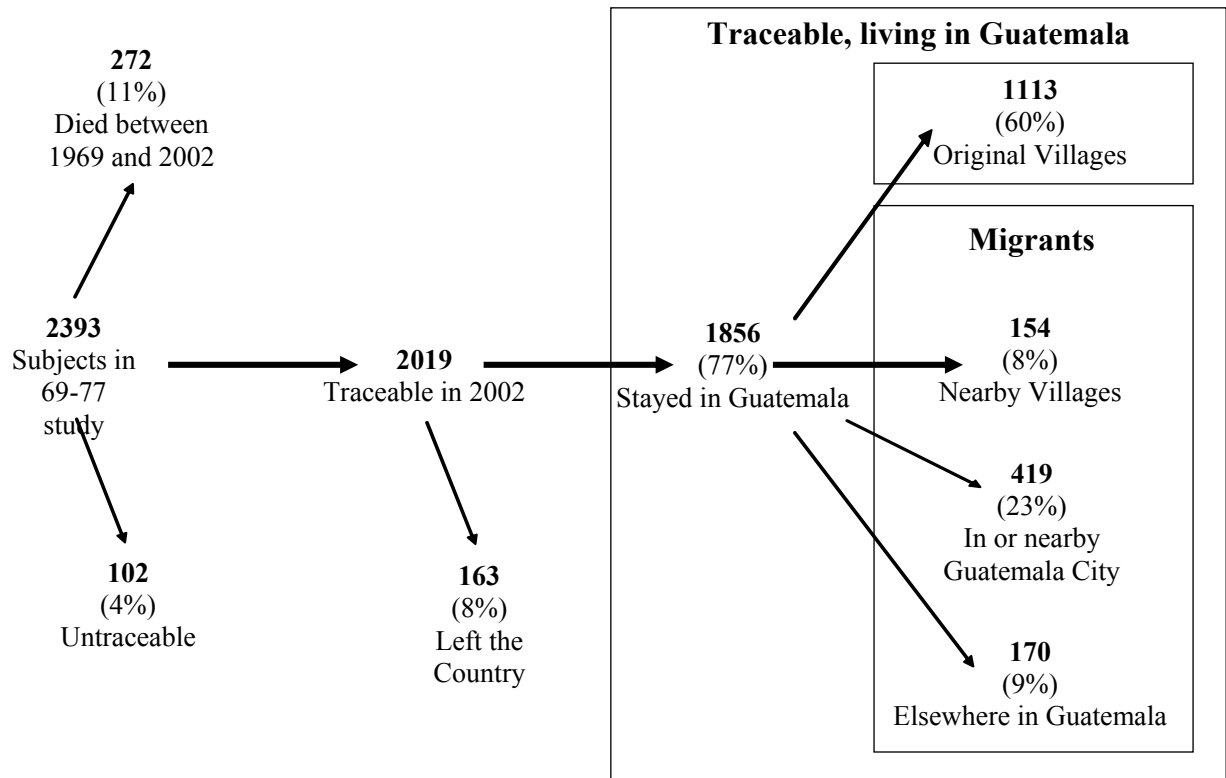 272
(11%)
Died between
1969 and 2002
2393
Subjects in
69-77
study
102
(4%)
Untraceable
2019
Traceable in 2002
163
(8%)
Left the
Country
Traceable, living in Guatemala
1856
(77%)
Stayed in Guatemala
1113
(60%)
Original Villages
Migrants
154
(8%)
Nearby Villages
419
(23%)
In or nearby
Guatemala City
170
(9%)
Elsewhere in Guatemala